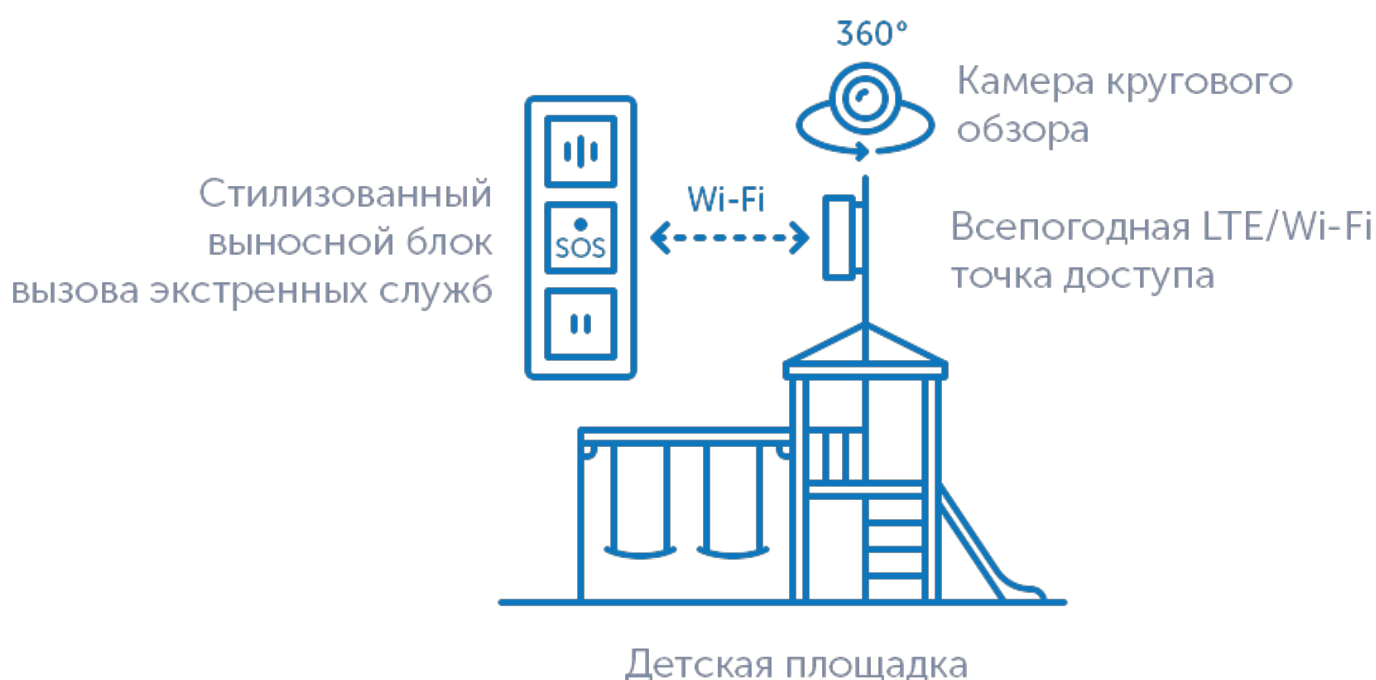 360°
Камера кругового
обзора
Стилизованный
выносной блок
вызова экстренных служб
SOS
Wi-Fi
Всепогодная LTE/Wi-Fi
точка доступа
Детская площадка